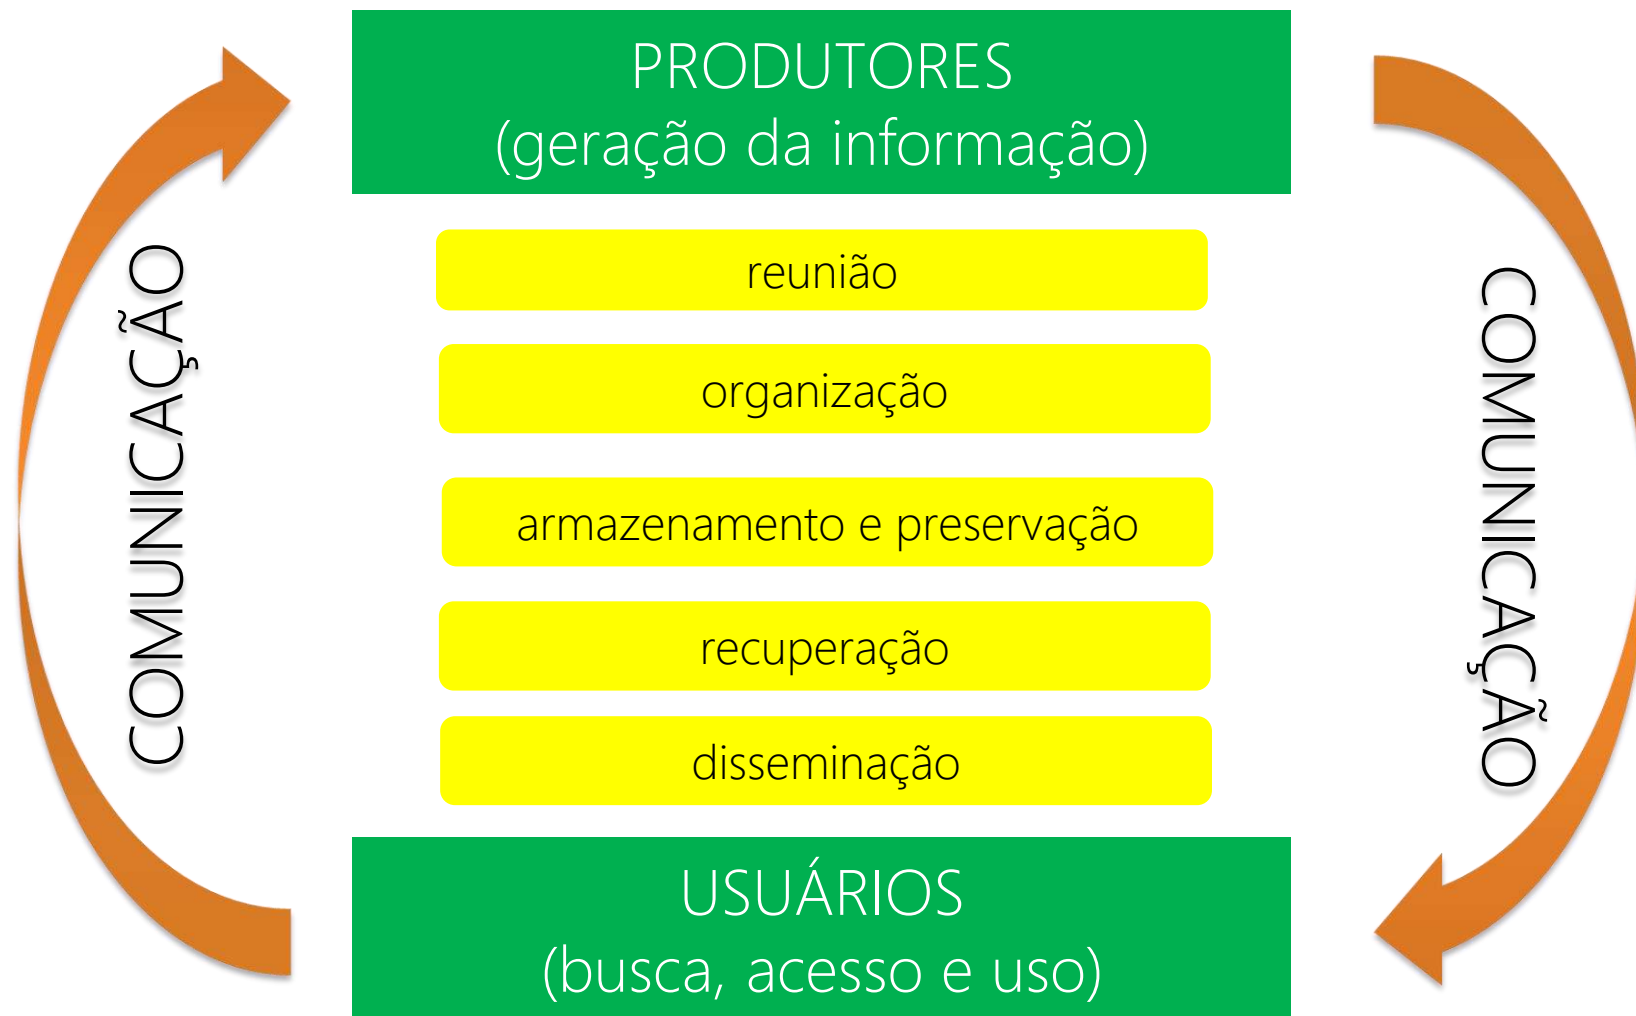 PRODUTORES
(geração da informação)
COMUNICAÇÃO
reunião
organização
armazenamento e preservação
recuperação
disseminação
COMUNICAÇÃO
USUÁRIOS
(busca, acesso e uso)